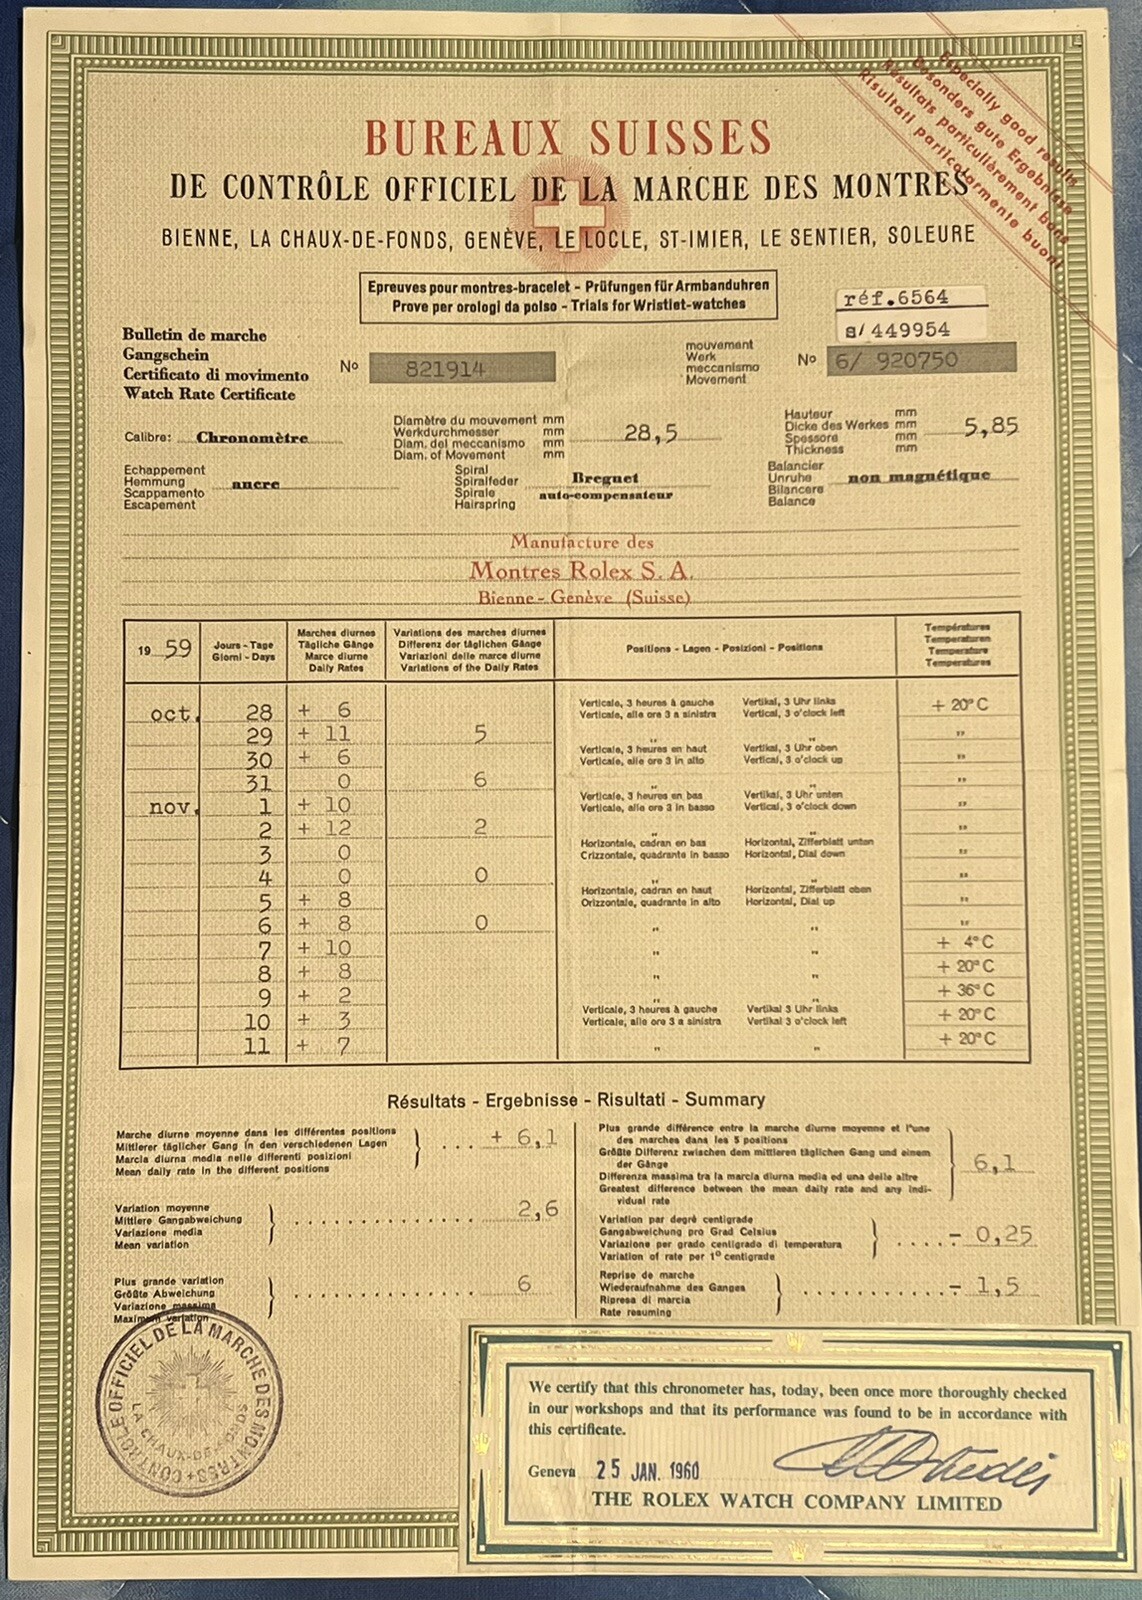 Especially good results
Besonders gute Ergebnisse
Résultats particulièrement bons
Risultati particolarmente buoni
BUREAUX SUISSES
DE CONTRÔLE OFFICIEL DE LA MARCHE DES MONTRES
BIENNE, LA CHAUX-DE-FONDS, GENÈVE, LE LOCLE, ST-IMIER, LE SENTIER, SOLEURE
Epreuves pour montres-bracelet - Prüfungen für Armbanduhren
Prove per orologi da polso - Trials for Wristlet-watches
réf.6564
s/449954
Bulletin de marche
Gangschein
Certificato di movimento
Watch Rate Certificate
No 821914
mouvement
Werk
meccanismo
Movement
No 6/ 920750
Calibre: Chronomètre
Diamètre du mouvement mm
Werkdurchmesser mm
Diam. del meccanismo mm
Diam. of Movement mm
28,5
Hauteur mm
Dicke des Werkes mm
Spessore mm
Thickness mm
5,85
Echappement
Hemmung
Scappamento
Escapement
ancre
Spiral
Spiralfeder
Spirale
Hairspring
Breguet
auto-compensateur
Balancier
Unruhe
Bilancere
Balance
non magnétique
Manufacture des
Montres Rolex S. A.
Bienne - Genève (Suisse)
19 59
Jours - Tage
Giorni - Days
Marches diurnes
Tägliche Gänge
Marce diurne
Daily Rates
Variations des marches diurnes
Differenz der täglichen Gänge
Variazioni delle marce diurne
Variations of the Daily Rates
Positions - Lagen - Posizioni - Positions
Températures
Temperaturen
Temperature
Temperatures
oct. 28 + 6 Verticale, 3 heures à gauche Vertikal, 3 Uhr links + 20° C
Verticale, alle ore 3 a sinistra Vertical, 3 o'clock left
29 + 11 5 " " "
30 + 6 Verticale, 3 heures en haut Vertikal, 3 Uhr oben "
Verticale, alle ore 3 in alto Vertical, 3 o'clock up
31 0 6 " " "
nov. 1 + 10 Verticale, 3 heures en bas Vertikal, 3 Uhr unten "
Verticale, alle ore 3 in basso Vertical, 3 o'clock down
2 + 12 2 " " "
3 0 Horizontale, cadran en bas Horizontal, Zifferblatt unten "
Crizzontale, quadrante in basso Horizontal, Dial down
4 0 0 " " "
5 + 8 Horizontale, cadran en haut Horizontal, Zifferblatt oben "
Orizzontale, quadrante in alto Horizontal, Dial up
6 + 8 0 " " "
7 + 10 " " + 4° C
8 + 8 " " + 20° C
9 + 2 " " + 36° C
10 + 3 Verticale, 3 heures à gauche Vertikal 3 Uhr links + 20° C
Verticale, alle ore 3 a sinistra Vertikal 3 o'clock left
11 + 7 " " + 20° C
Résultats - Ergebnisse - Risultati - Summary
Marche diurne moyenne dans les différentes positions
Mittlerer täglicher Gang in den verschiedenen Lagen
Marcia diurna media nelle differenti posizioni
Mean daily rate in the different positions
... + 6,1
Variation moyenne
Mittlere Gangabweichung
Variazione media
Mean variation
2,6
Plus grande variation
Größte Abweichung
Variazione massima
Maximum variation
6
Plus grande différence entre la marche diurne moyenne et l'une
des marches dans les 5 positions
Größte Differenz zwischen dem mittleren täglichen Gang und einem
der Gänge
Differenza massima tra la marcia diurna media ed una delle altre
Greatest difference between the mean daily rate and any indi-
vidual rate
6,1
Variation par degré centigrade
Gangabweichung pro Grad Celsius
Variazione per grado centigrado di temperatura
Variation of rate per 1° centigrade
.... - 0,25
Reprise de marche
Wiederaufnahme des Ganges
Ripresa di marcia
Rate resuming
- 1,5
CONTRÔLE OFFICIEL DE LA MARCHE DES MONTRES
LA CHAUX-DE-FONDS
We certify that this chronometer has, today, been once more thoroughly checked
in our workshops and that its performance was found to be in accordance with
this certificate.
Geneva 25 JAN. 1960
THE ROLEX WATCH COMPANY LIMITED